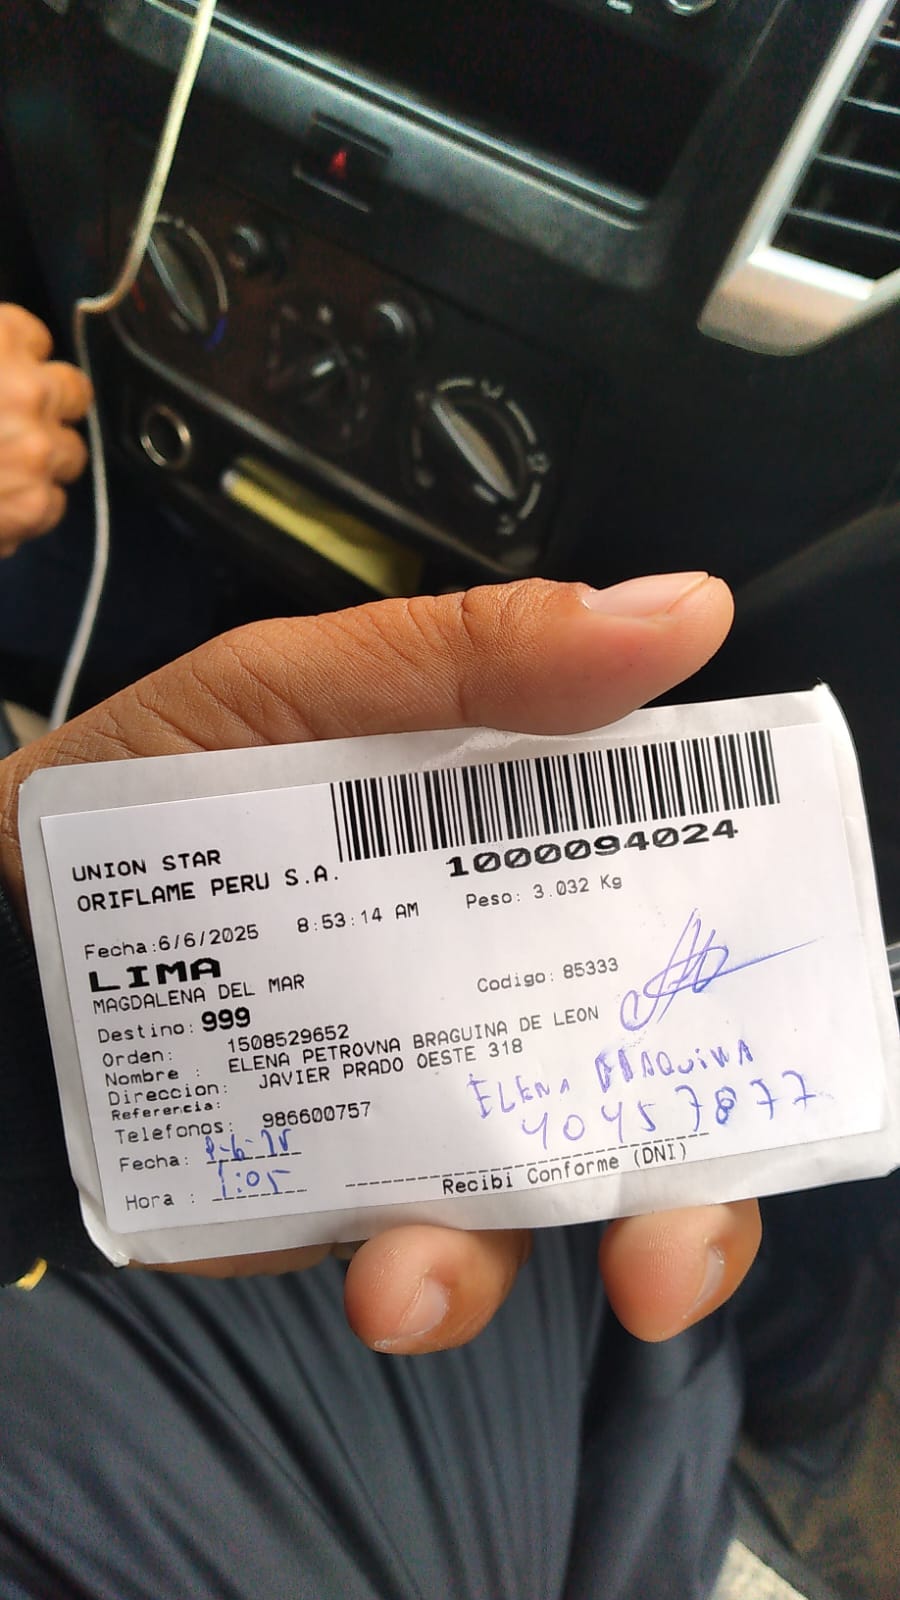 UNION STAR
ORIFLAME PERU S.A.
1000094024
Fecha:6/6/2025 8:53:14 AM Peso: 3.032 Kg
LIMA
MAGDALENA DEL MAR Codigo: 85333
Destino: 999
Orden: 1508529652
Nombre : ELENA PETROVNA BRAGUINA DE LEON
Direccion: JAVIER PRADO OESTE 318
Referencia:
Telefonos: 986600757
ELENA BRAQUINA
40457877
Fecha:
Hora : 1:05
Recibi Conforme (DNI)